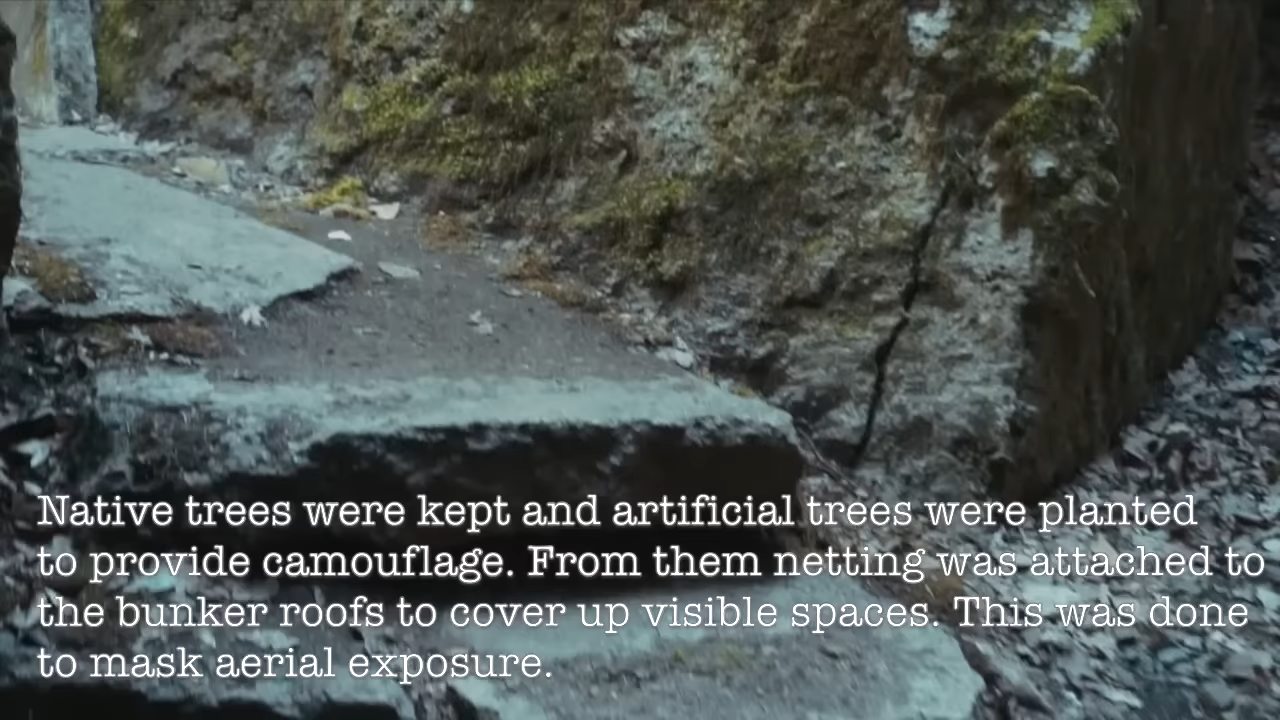 Native trees were kept and artificial trees were planted
to provide camouflage. From them netting was attached to
the bunker roofs to cover up visible spaces. This was done
to mask aerial exposure.